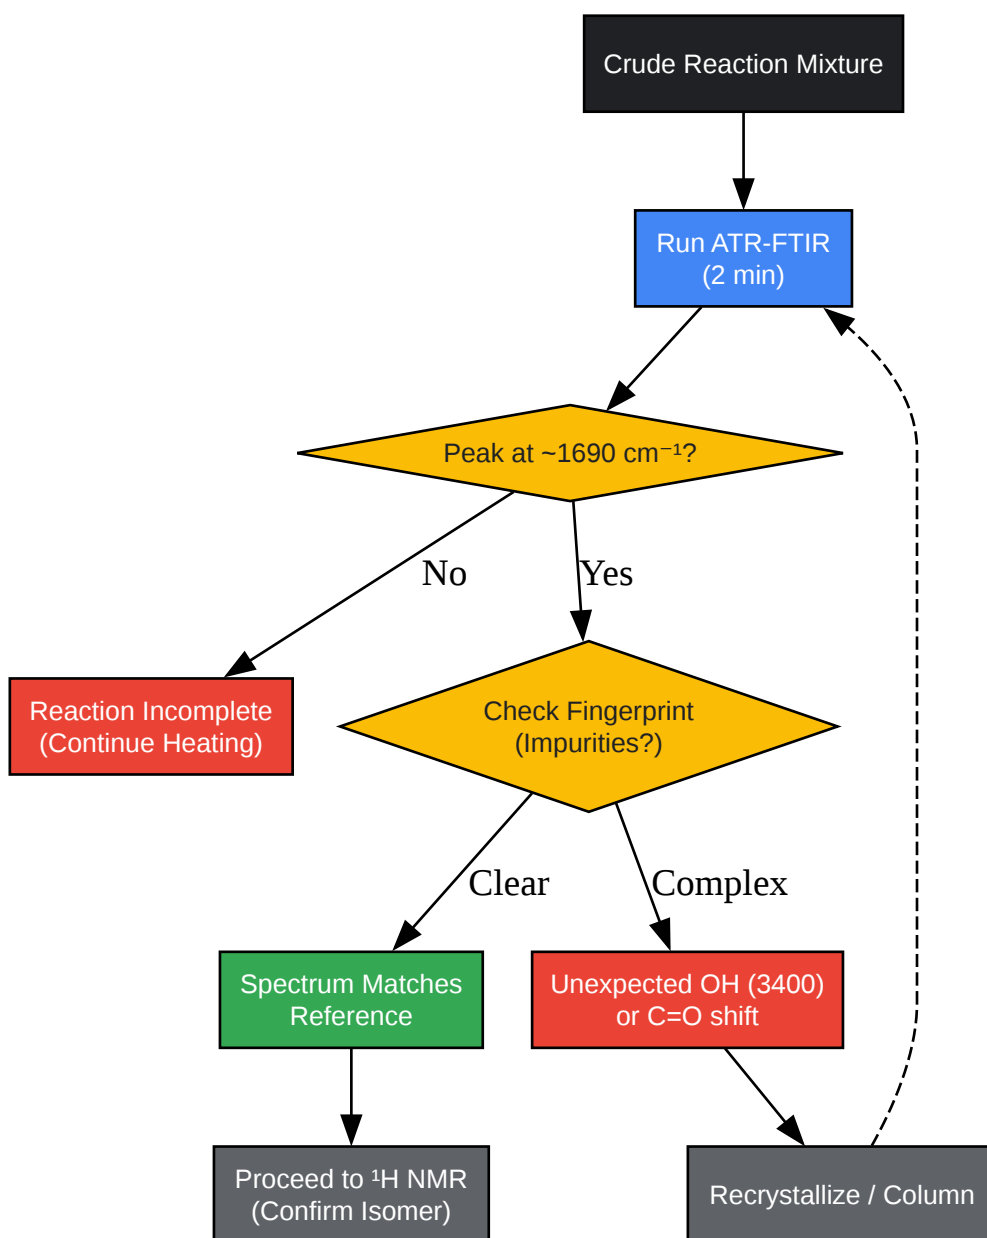 Crude Reaction Mixture
Run ATR-FTIR
(2 min)
Peak at ~1690 cm⁻¹?
No
Yes
Reaction Incomplete
(Continue Heating)
Check Fingerprint
(Impurities?)
Clear
Complex
Spectrum Matches
Reference
Unexpected OH (3400)
or C=O shift
Proceed to ¹H NMR
(Confirm Isomer)
Recrystallize / Column